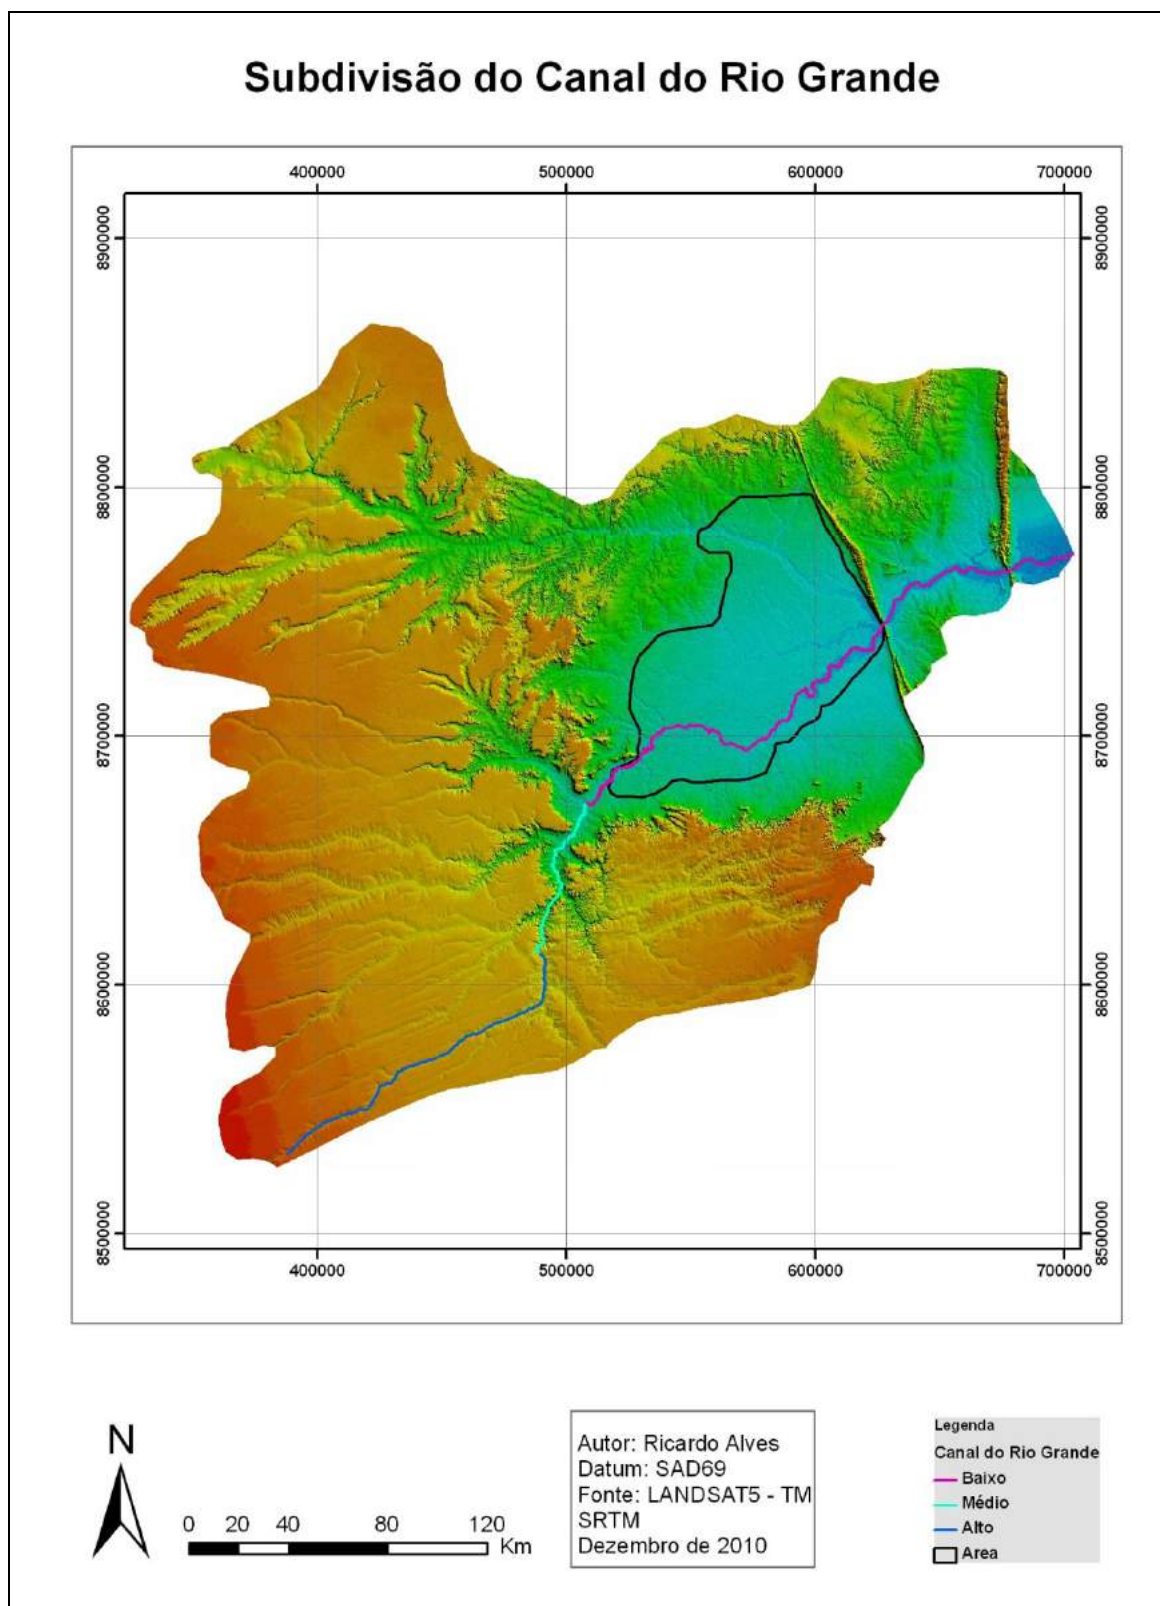 Subdivisão do Canal do Rio Grande
400000 500000 600000 700000
8900000 8900000
8800000 8800000
8700000 8700000
8600000 8600000
8500000 8500000
400000 500000 600000 700000
N
0 20 40 80 120
Km
Autor: Ricardo Alves
Datum: SAD69
Fonte: LANDSAT5 - TM
SRTM
Dezembro de 2010
Legenda
Canal do Rio Grande
Baixo
Médio
Alto
Area